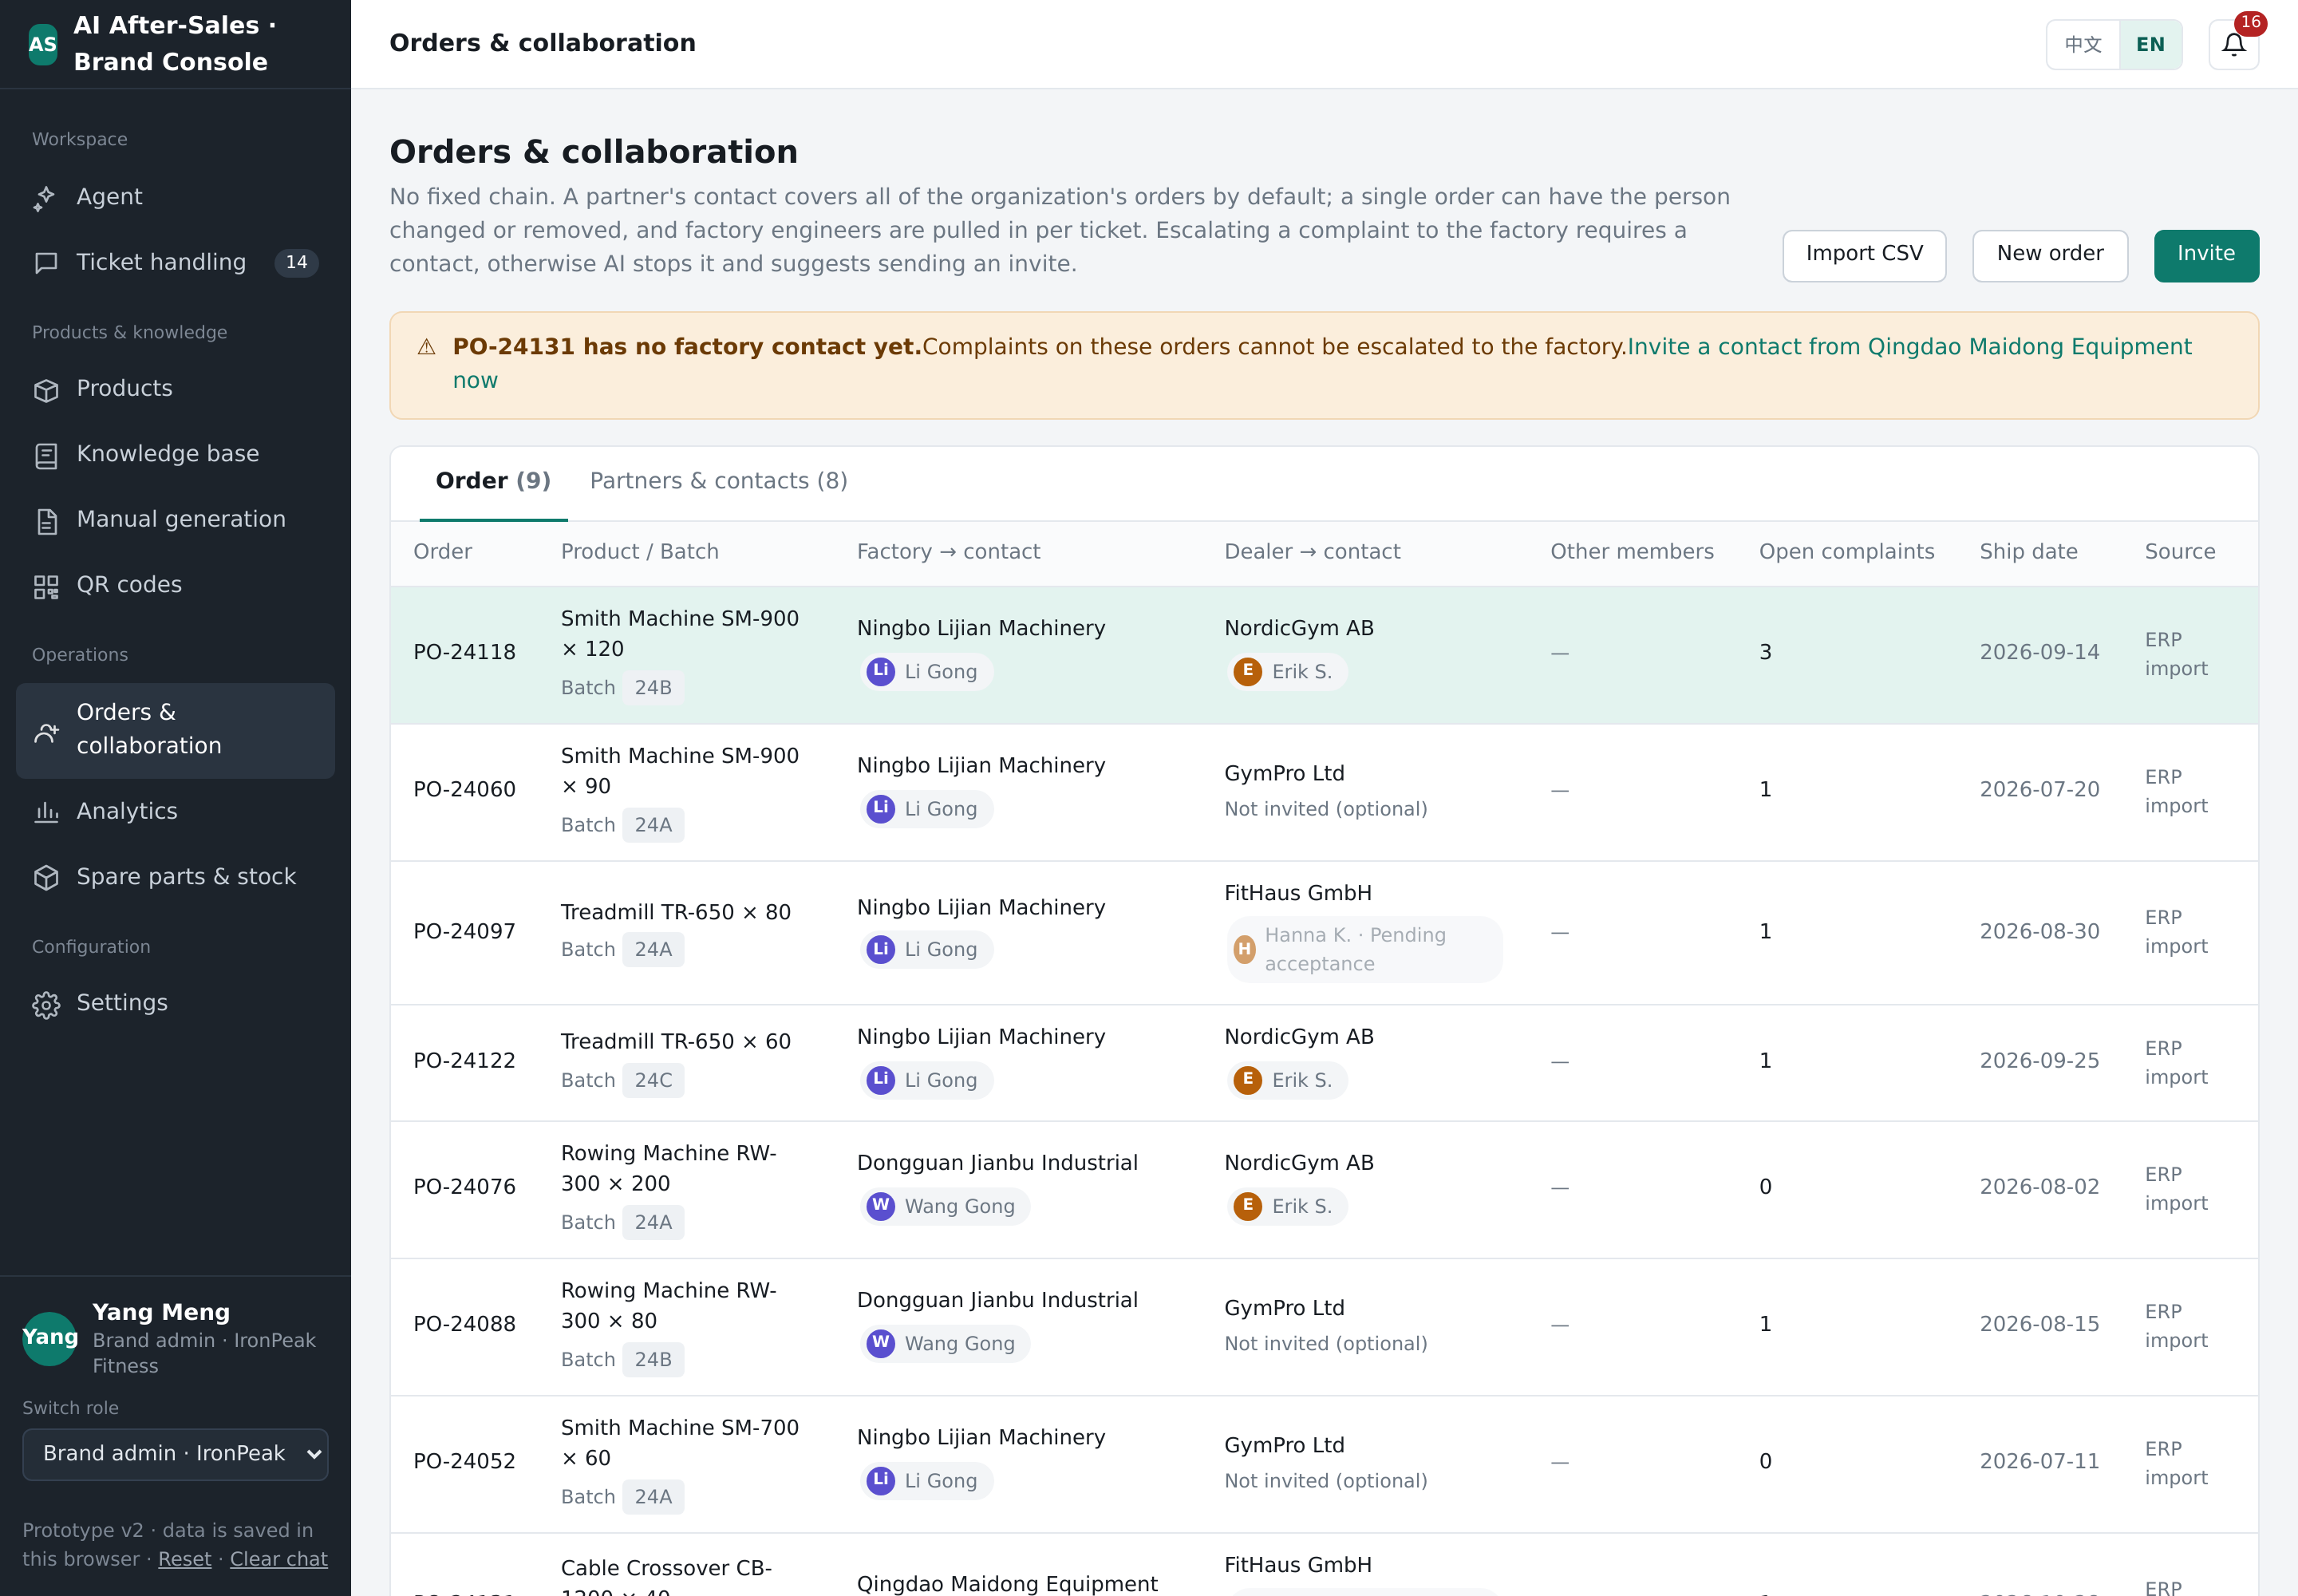 AS
AI After-Sales ·
Brand Console
Workspace
Agent
Ticket handling 14
Products & knowledge
Products
Knowledge base
Manual generation
QR codes
Operations
Orders &
collaboration
Analytics
Spare parts & stock
Configuration
Settings
Yang
Yang Meng
Brand admin · IronPeak
Fitness
Switch role
Brand admin · IronPeak
Prototype v2 · data is saved in
this browser · Reset · Clear chat
Orders & collaboration
中文 EN
16
Orders & collaboration
No fixed chain. A partner's contact covers all of the organization's orders by default; a single order can have the person
changed or removed, and factory engineers are pulled in per ticket. Escalating a complaint to the factory requires a
contact, otherwise AI stops it and suggests sending an invite.
Import CSV New order Invite
⚠ PO-24131 has no factory contact yet.Complaints on these orders cannot be escalated to the factory.Invite a contact from Qingdao Maidong Equipment
now
Order (9) Partners & contacts (8)
Order Product / Batch Factory → contact Dealer → contact Other members Open complaints Ship date Source
PO-24118
Smith Machine SM-900
× 120
Batch 24B
Ningbo Lijian Machinery
Li Li Gong
NordicGym AB
E Erik S.
—
3
2026-09-14
ERP
import
PO-24060
Smith Machine SM-900
× 90
Batch 24A
Ningbo Lijian Machinery
Li Li Gong
GymPro Ltd
Not invited (optional)
—
1
2026-07-20
ERP
import
PO-24097
Treadmill TR-650 × 80
Batch 24A
Ningbo Lijian Machinery
Li Li Gong
FitHaus GmbH
H Hanna K. · Pending
acceptance
—
1
2026-08-30
ERP
import
PO-24122
Treadmill TR-650 × 60
Batch 24C
Ningbo Lijian Machinery
Li Li Gong
NordicGym AB
E Erik S.
—
1
2026-09-25
ERP
import
PO-24076
Rowing Machine RW-
300 × 200
Batch 24A
Dongguan Jianbu Industrial
W Wang Gong
NordicGym AB
E Erik S.
—
0
2026-08-02
ERP
import
PO-24088
Rowing Machine RW-
300 × 80
Batch 24B
Dongguan Jianbu Industrial
W Wang Gong
GymPro Ltd
Not invited (optional)
—
1
2026-08-15
ERP
import
PO-24052
Smith Machine SM-700
× 60
Batch 24A
Ningbo Lijian Machinery
Li Li Gong
GymPro Ltd
Not invited (optional)
—
0
2026-07-11
ERP
import
Cable Crossover CB-
Qingdao Maidong Equipment
FitHaus GmbH
ERP